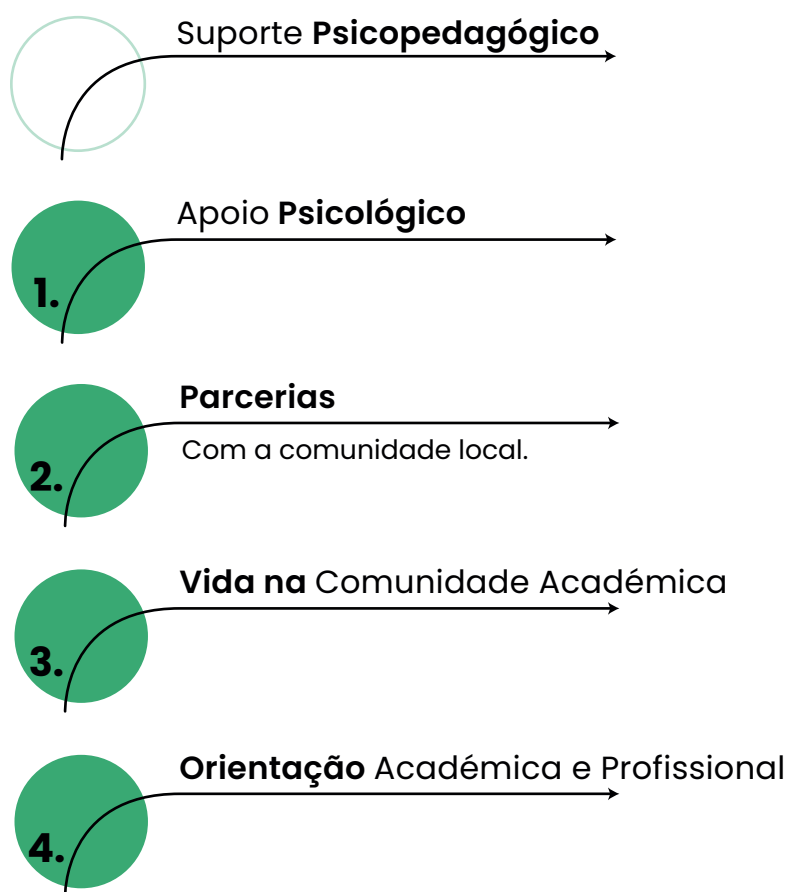 Suporte Psicopedagógico
Apoio Psicológico
1.
Parcerias
Com a comunidade local.
2.
Vida na Comunidade Académica
3.
Orientação Académica e Profissional
4.